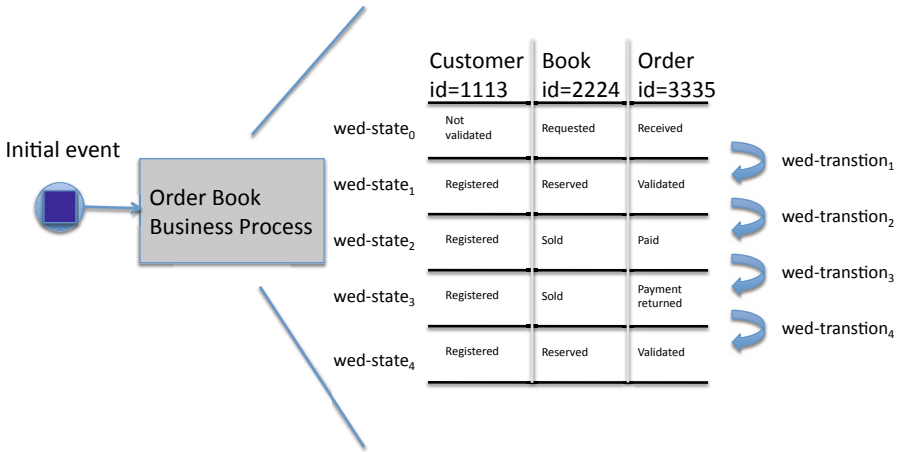 Initial event
Order Book
Business Process
Customer Book Order
id=1113 id=2224 id=3335
wed-state0 Not validated Requested Received
wed-transtion1
wed-state1 Registered Reserved Validated
wed-transtion2
wed-state2 Registered Sold Paid
wed-transtion3
wed-state3 Registered Sold Payment returned
wed-transtion4
wed-state4 Registered Reserved Validated